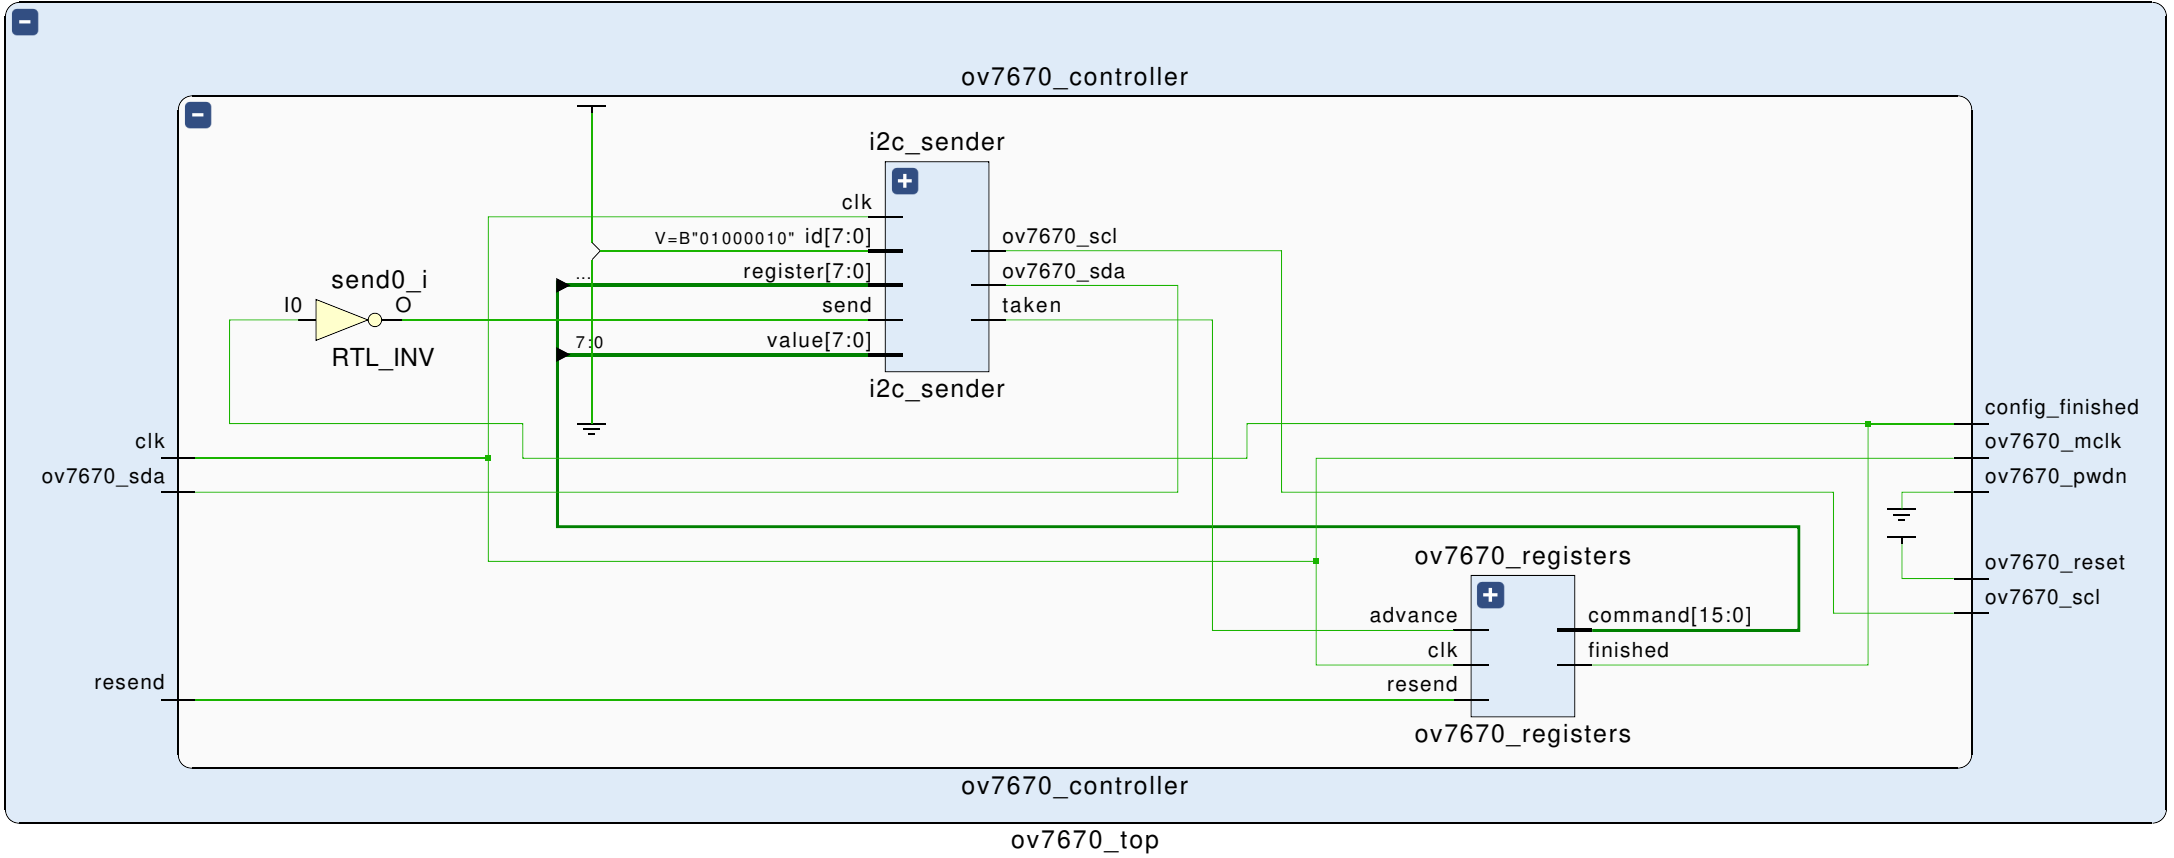 ov7670_controller
i2c_sender
clk
V=B"01000010" id[7:0]
ov7670_scl
... register[7:0]
ov7670_sda
send0_i
I0 O
send
taken
7:0 value[7:0]
RTL_INV
i2c_sender
config_finished
clk
ov7670_mclk
ov7670_sda
ov7670_pwdn
ov7670_registers
ov7670_reset
ov7670_scl
advance
command[15:0]
clk
finished
resend
resend
ov7670_registers
ov7670_controller
ov7670_top